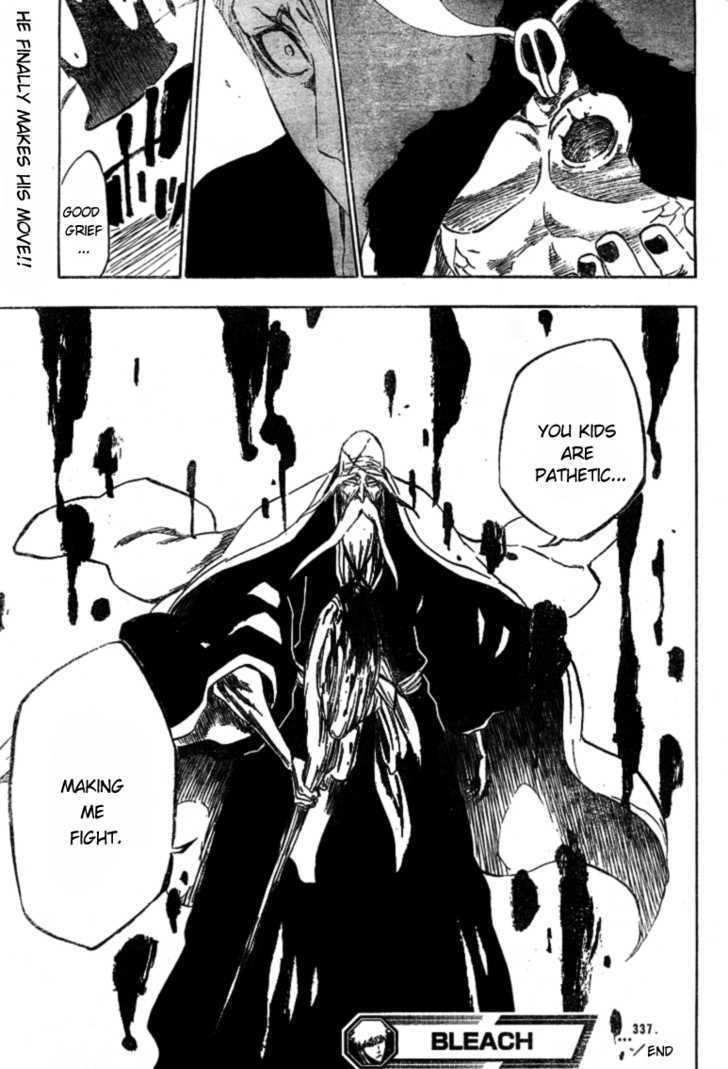 HE FINALLY MAKES HIS MOVE!!
GOOD
GRIEF
...
YOU KIDS
ARE
PATHETIC...
MAKING
ME
FIGHT.
BLEACH
337.
... / END